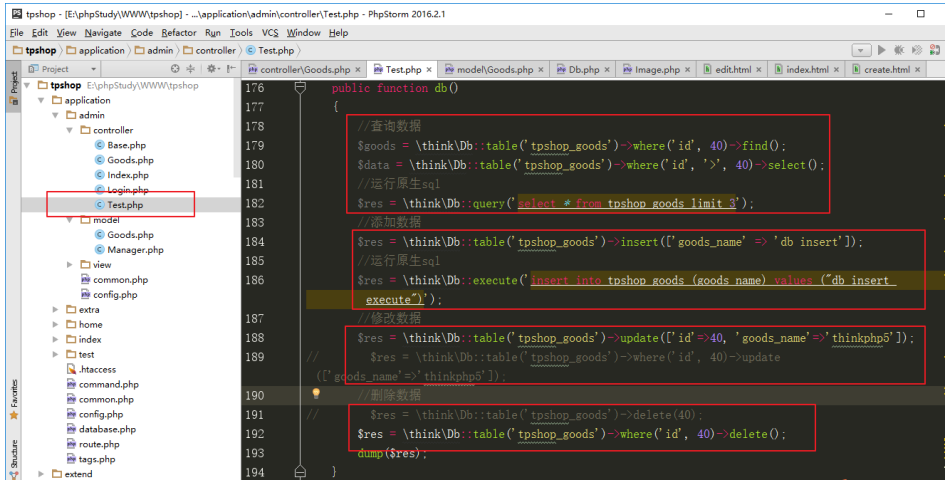 tpshop - [E:\phpStudy\WWW\tpshop] - ...\application\admin\controller\Test.php - PhpStorm 2016.2.1
File Edit View Navigate Code Refactor Run Tools VCS Window Help
tpshop application admin controller Test.php
Project
controller\Goods.php Test.php model\Goods.php Db.php Image.php edit.html index.html create.html
Project
Favorites
Structure
tpshop E:\phpStudy\WWW\tpshop
application
admin
controller
Base.php
Goods.php
Index.php
Login.php
Test.php
model
Goods.php
Manager.php
view
common.php
config.php
extra
home
index
test
.htaccess
command.php
common.php
config.php
database.php
route.php
tags.php
extend
176 public function db()
177 {
178 //查询数据
179 $goods = \think\Db::table('tpshop_goods')->where('id', 40)->find();
180 $data = \think\Db::table('tpshop_goods')->where('id', '>', 40)->select();
181 //运行原生sql
182 $res = \think\Db::query('select * from tpshop_goods limit 3');
183 //添加数据
184 $res = \think\Db::table('tpshop_goods')->insert(['goods_name' => 'db insert']);
185 //运行原生sql
186 $res = \think\Db::execute('insert into tpshop_goods (goods_name) values ("db insert
execute")');
187 //修改数据
188 $res = \think\Db::table('tpshop_goods')->update(['id'=>40, 'goods_name'=>'thinkphp5']);
189 // $res = \think\Db::table('tpshop_goods')->where('id', 40)->update
(['goods_name'=>'thinkphp5']);
190 //删除数据
191 // $res = \think\Db::table('tpshop_goods')->delete(40);
192 $res = \think\Db::table('tpshop_goods')->where('id', 40)->delete();
193 dump($res);
194 }